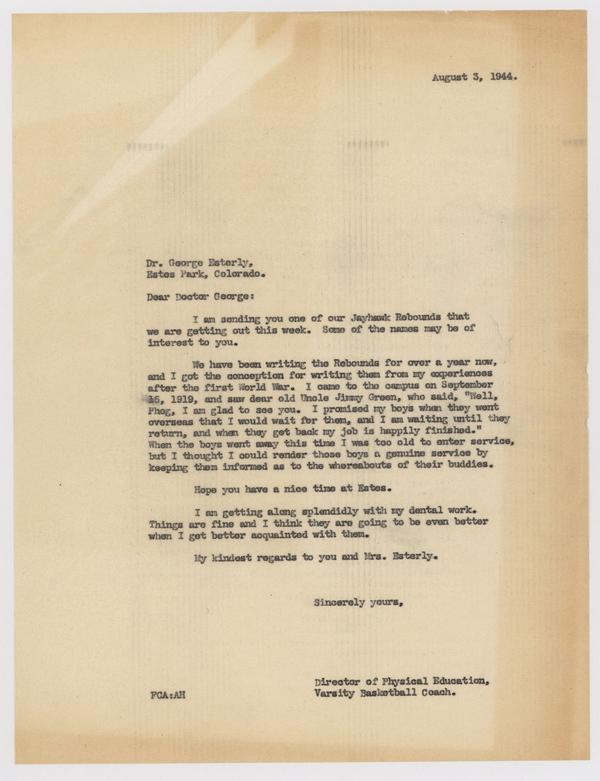 August 3, 1944.
Dr. George Esterly,
Estes Park, Colorado.
Dear Doctor George:
I am sending you one of our Jayhawk Rebounds that
we are getting out this week. Some of the names may be of
interest to you.
We have been writing the Rebounds for over a year now,
and I got the conception for writing them from my experiences
after the first World War. I came to the campus on September
15, 1919, and saw dear old Uncle Jimmy Green, who said, "Well,
Phog, I am glad to see you. I promised my boys when they went
overseas that I would wait for them, and I am waiting until they
return, and when they get back my job is happily finished."
When the boys went away this time I was too old to enter service,
but I thought I could render those boys a genuine service by
keeping them informed as to the whereabouts of their buddies.
Hope you have a nice time at Estes.
I am getting along splendidly with my dental work.
Things are fine and I think they are going to be even better
when I get better acquainted with them.
My kindest regards to you and Mrs. Esterly.
Sincerely yours,
Director of Physical Education,
FCA:AH Varsity Basketball Coach.